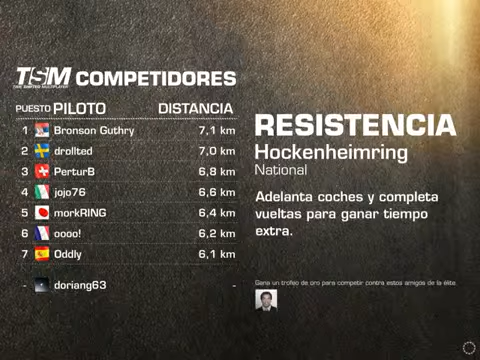 TSM COMPETIDORES
TIME SHIFTED MULTIPLAYER
PUESTO PILOTO DISTANCIA
1 Bronson Guthry 7,1 km
2 drollted 7,0 km
3 PerturB 6,8 km
4 jojo76 6,6 km
5 morkRING 6,4 km
6 oooo! 6,2 km
7 Oddly 6,1 km
- doriang63 -
RESISTENCIA
Hockenheimring
National
Adelanta coches y completa
vueltas para ganar tiempo
extra.
Gana un trofeo de oro para competir contra estos amigos de la élite.